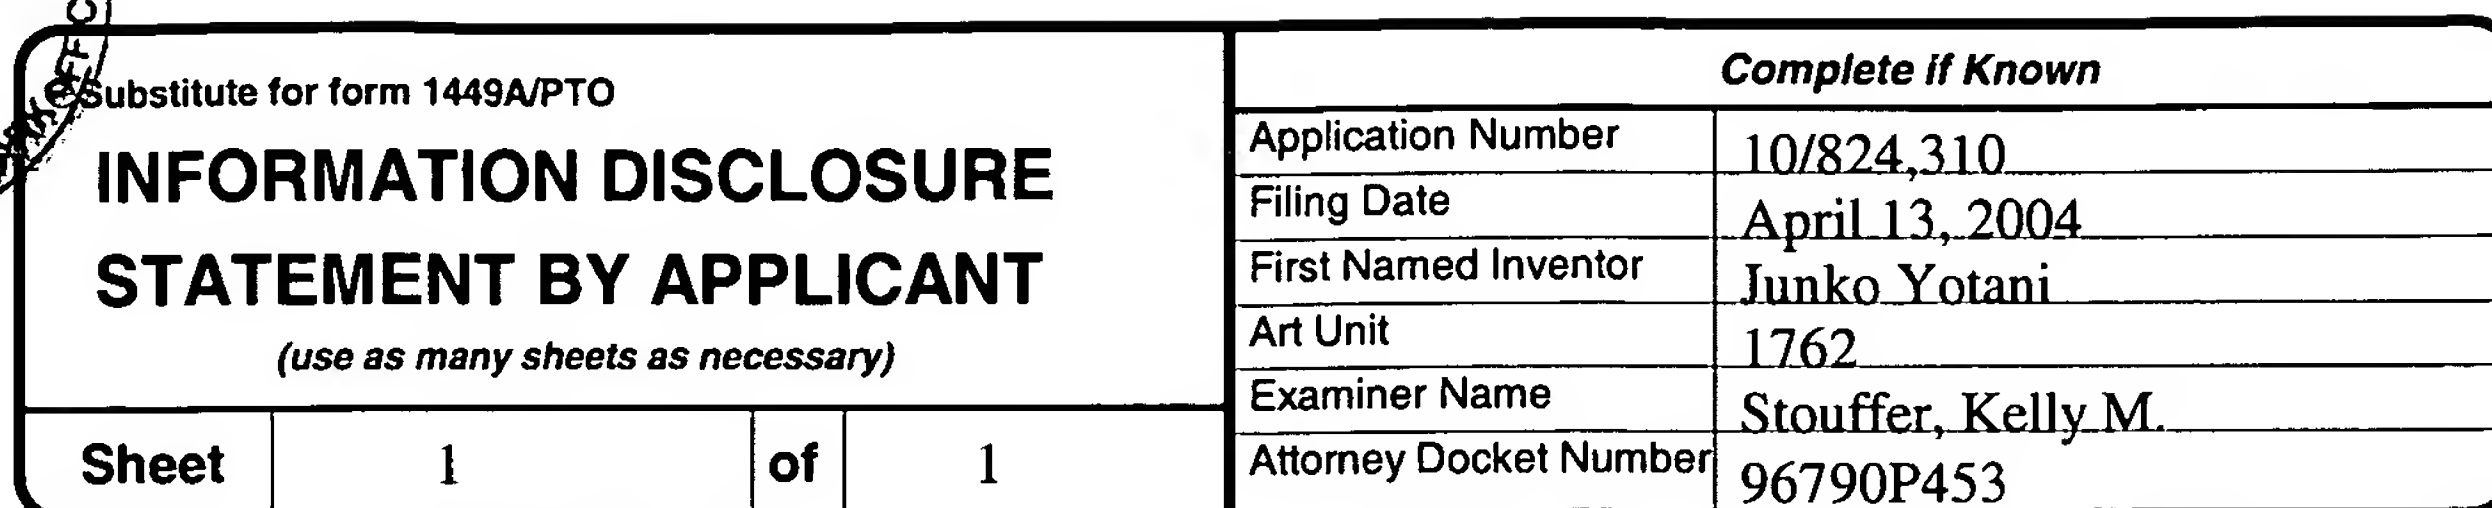 Substitute for form 1449A/PTO
INFORMATION DISCLOSURE
STATEMENT BY APPLICANT
(use as many sheets as necessary)
Sheet 1 of 1
Complete if Known
Application Number 10/824,310
Filing Date April 13, 2004
First Named Inventor Junko Yotani
Art Unit 1762
Examiner Name Stouffer, Kelly M.
Attorney Docket Number 96790P453